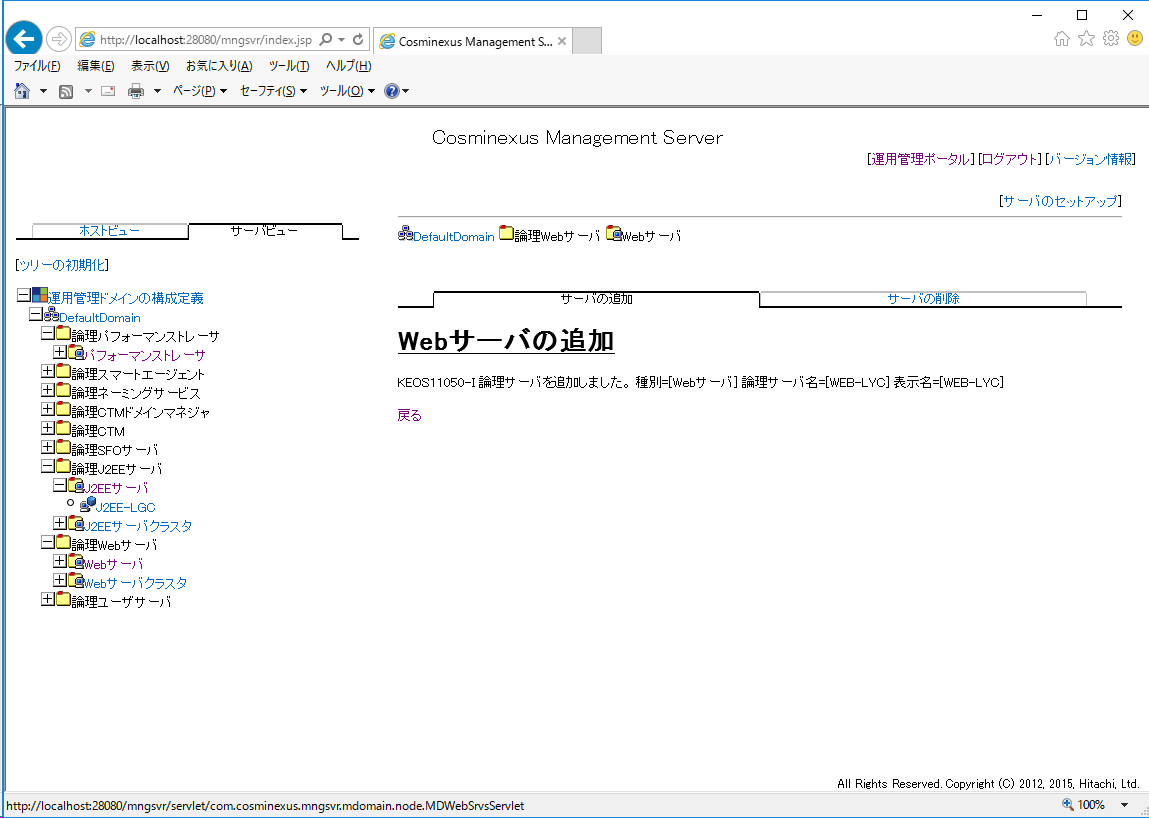 http://localhost:28080/mngsvr/index.jsp
Cosminexus Management S...
ファイル(F) 編集(E) 表示(V) お気に入り(A) ツール(T) ヘルプ(H)
ページ(P) セーフティ(S) ツール(O)
Cosminexus Management Server
[運用管理ポータル] [ログアウト] [バージョン情報]
[サーバのセットアップ]
ホストビュー サーバビュー
[ツリーの初期化]
運用管理ドメインの構成定義
DefaultDomain
論理パフォーマンストレーサ
パフォーマンストレーサ
論理スマートエージェント
論理ネーミングサービス
論理CTMドメインマネジャ
論理CTM
論理SFOサーバ
論理J2EEサーバ
J2EEサーバ
J2EE-LGC
J2EEサーバクラスタ
論理Webサーバ
Webサーバ
Webサーバクラスタ
論理ユーザサーバ
DefaultDomain 論理Webサーバ Webサーバ
サーバの追加 サーバの削除
Webサーバの追加
KEOS11050-I 論理サーバを追加しました。種別=[Webサーバ] 論理サーバ名=[WEB-LYC] 表示名=[WEB-LYC]
戻る
All Rights Reserved. Copyright (C) 2012, 2015, Hitachi, Ltd.
http://localhost:28080/mngsvr/servlet/com.cosminexus.mngsvr.mdomain.node.MDWebSrvsServlet
100%